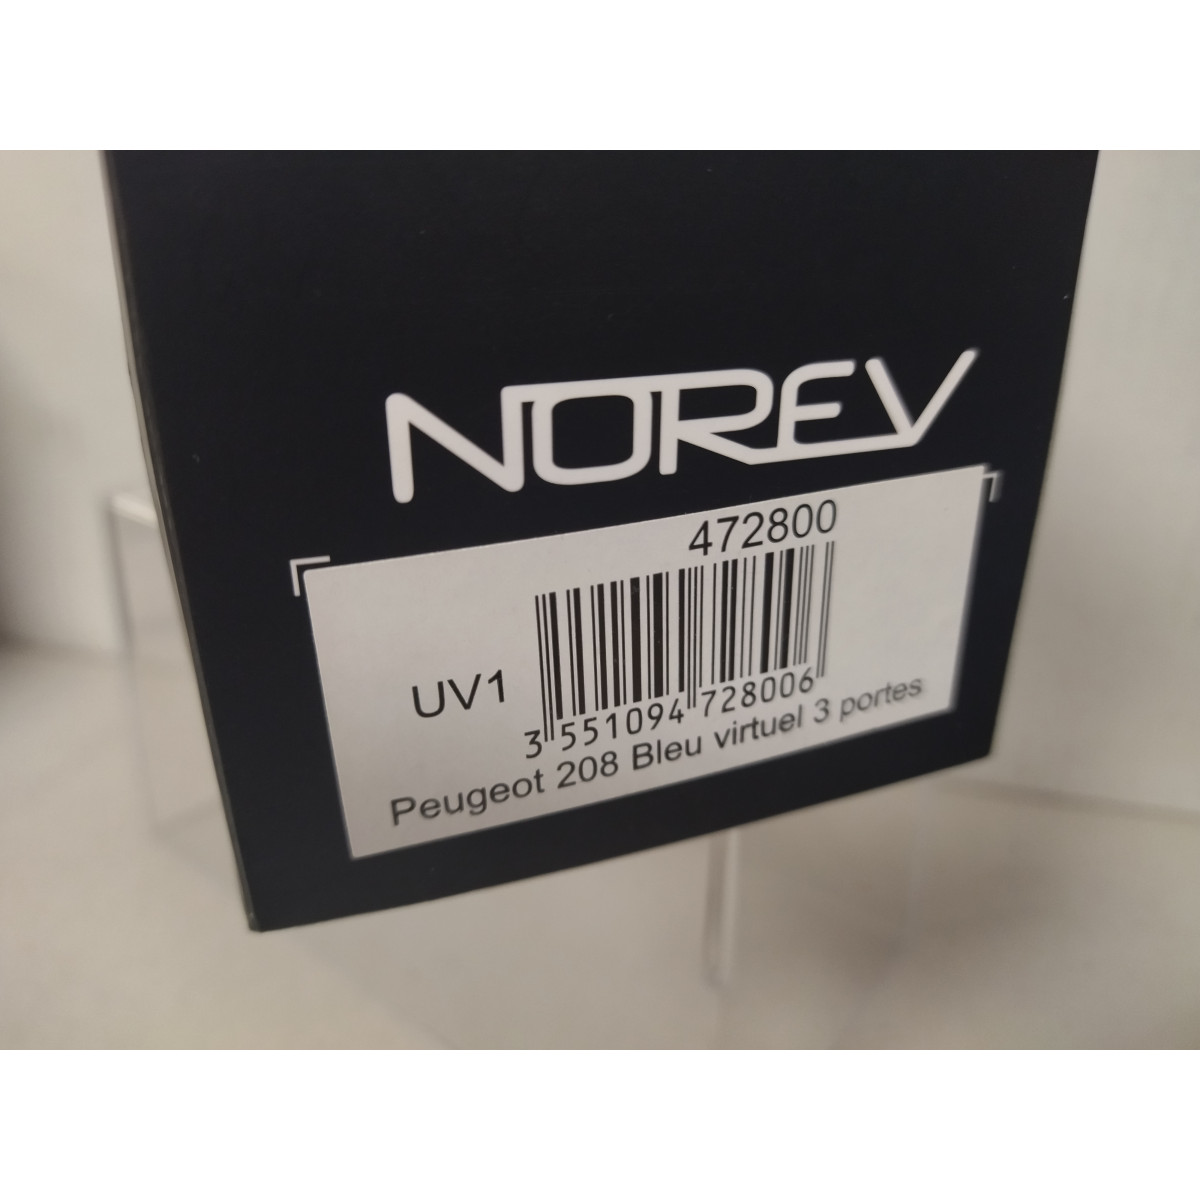 NOREV
472800
UV1
3 551094 728006
Peugeot 208 Bleu virtuel 3 portes